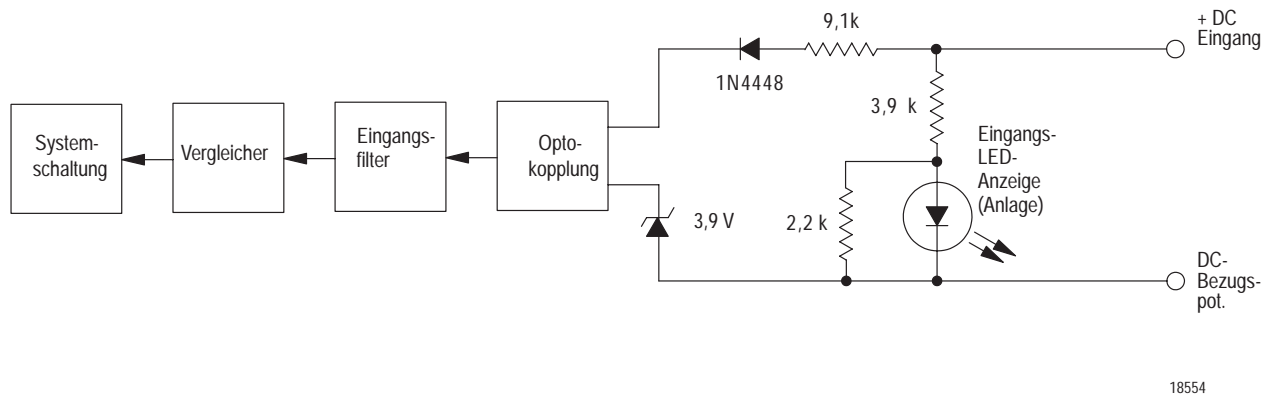 9,1k
+ DC
Eingang
1N4448
3,9 k
System-
schaltung
Vergleicher
Eingangs-
filter
Opto-
kopplung
Eingangs-
LED-
Anzeige
(Anlage)
3,9 V
2,2 k
DC-
Bezugs-
pot.
18554